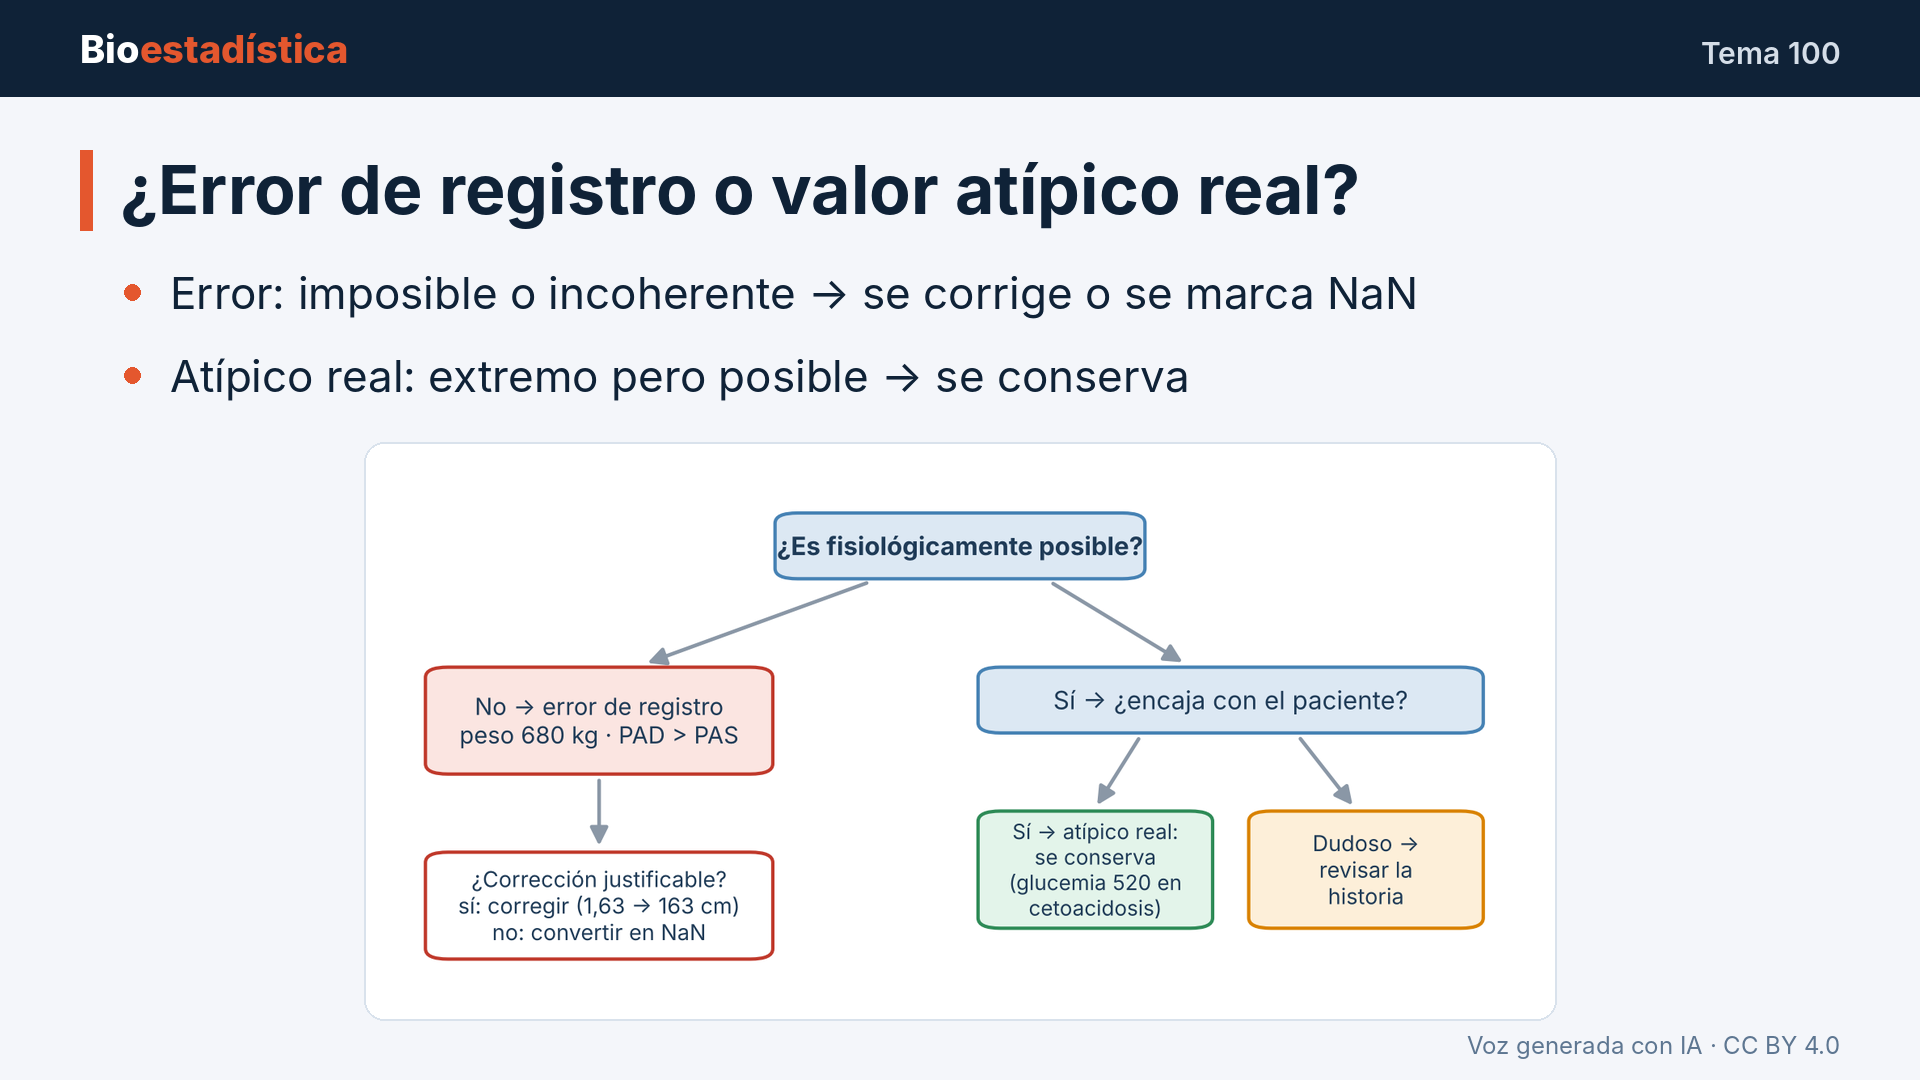 Bioestadística
Tema 100
¿Error de registro o valor atípico real?
• Error: imposible o incoherente → se corrige o se marca NaN
• Atípico real: extremo pero posible → se conserva
¿Es fisiológicamente posible?
No → error de registro
peso 680 kg · PAD > PAS
Sí → ¿encaja con el paciente?
¿Corrección justificable?
sí: corregir (1,63 → 163 cm)
no: convertir en NaN
Sí → atípico real:
se conserva
(glucemia 520 en
cetoacidosis)
Dudoso →
revisar la
historia
Voz generada con IA · CC BY 4.0